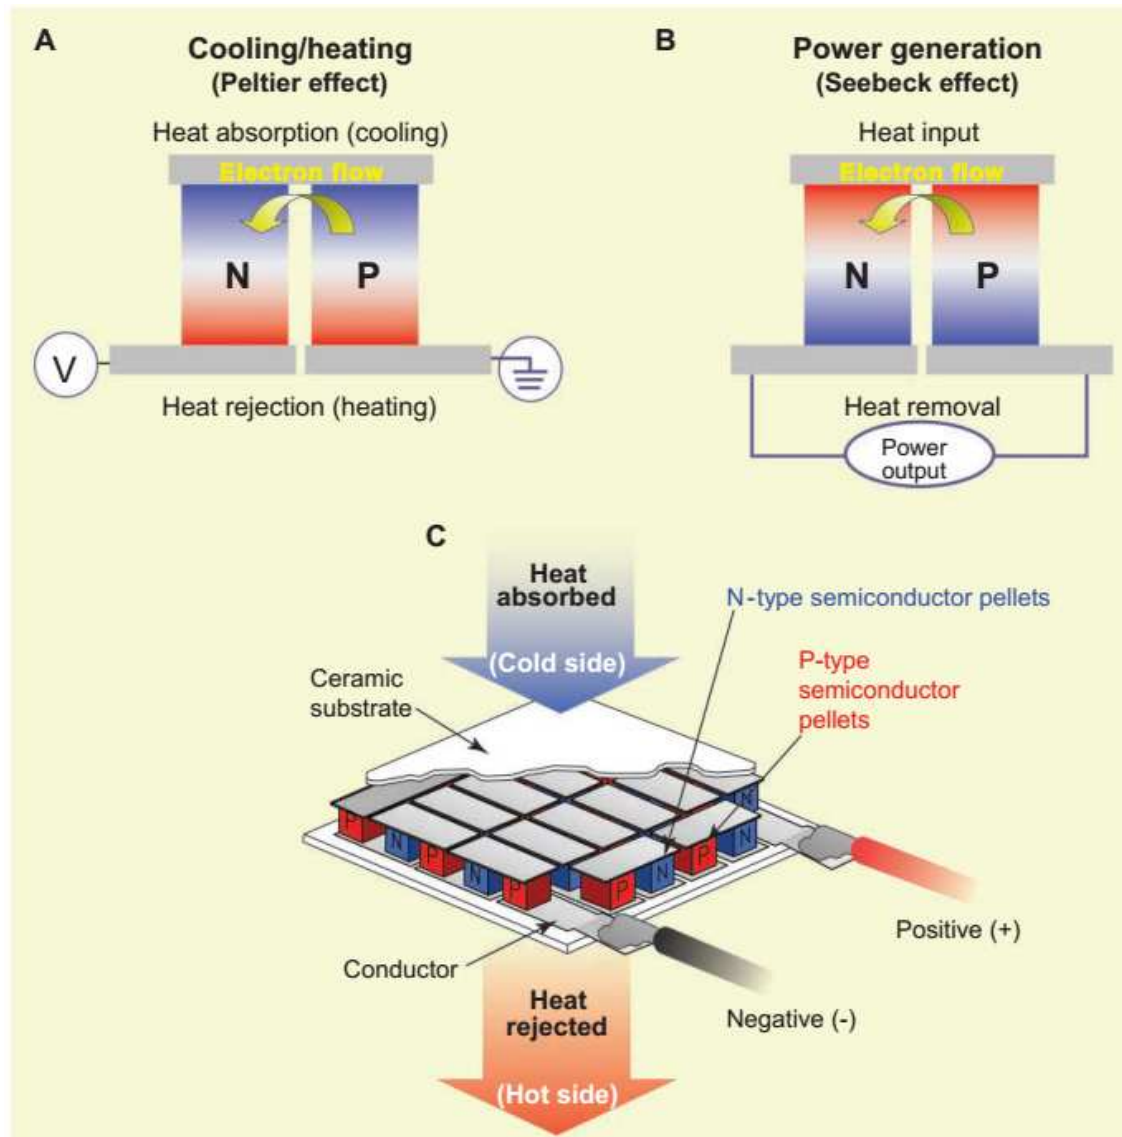 A
Cooling/heating
(Peltier effect)
Heat absorption (cooling)
Electron flow
N
P
V
Heat rejection (heating)
B
Power generation
(Seebeck effect)
Heat input
Electron flow
N
P
Heat removal
Power
output
C
Heat
absorbed
(Cold side)
N-type semiconductor pellets
P-type
semiconductor
pellets
Ceramic
substrate
N
P
N
P
N
P
P
N
P
N
Positive (+)
Conductor
Negative (-)
Heat
rejected
(Hot side)